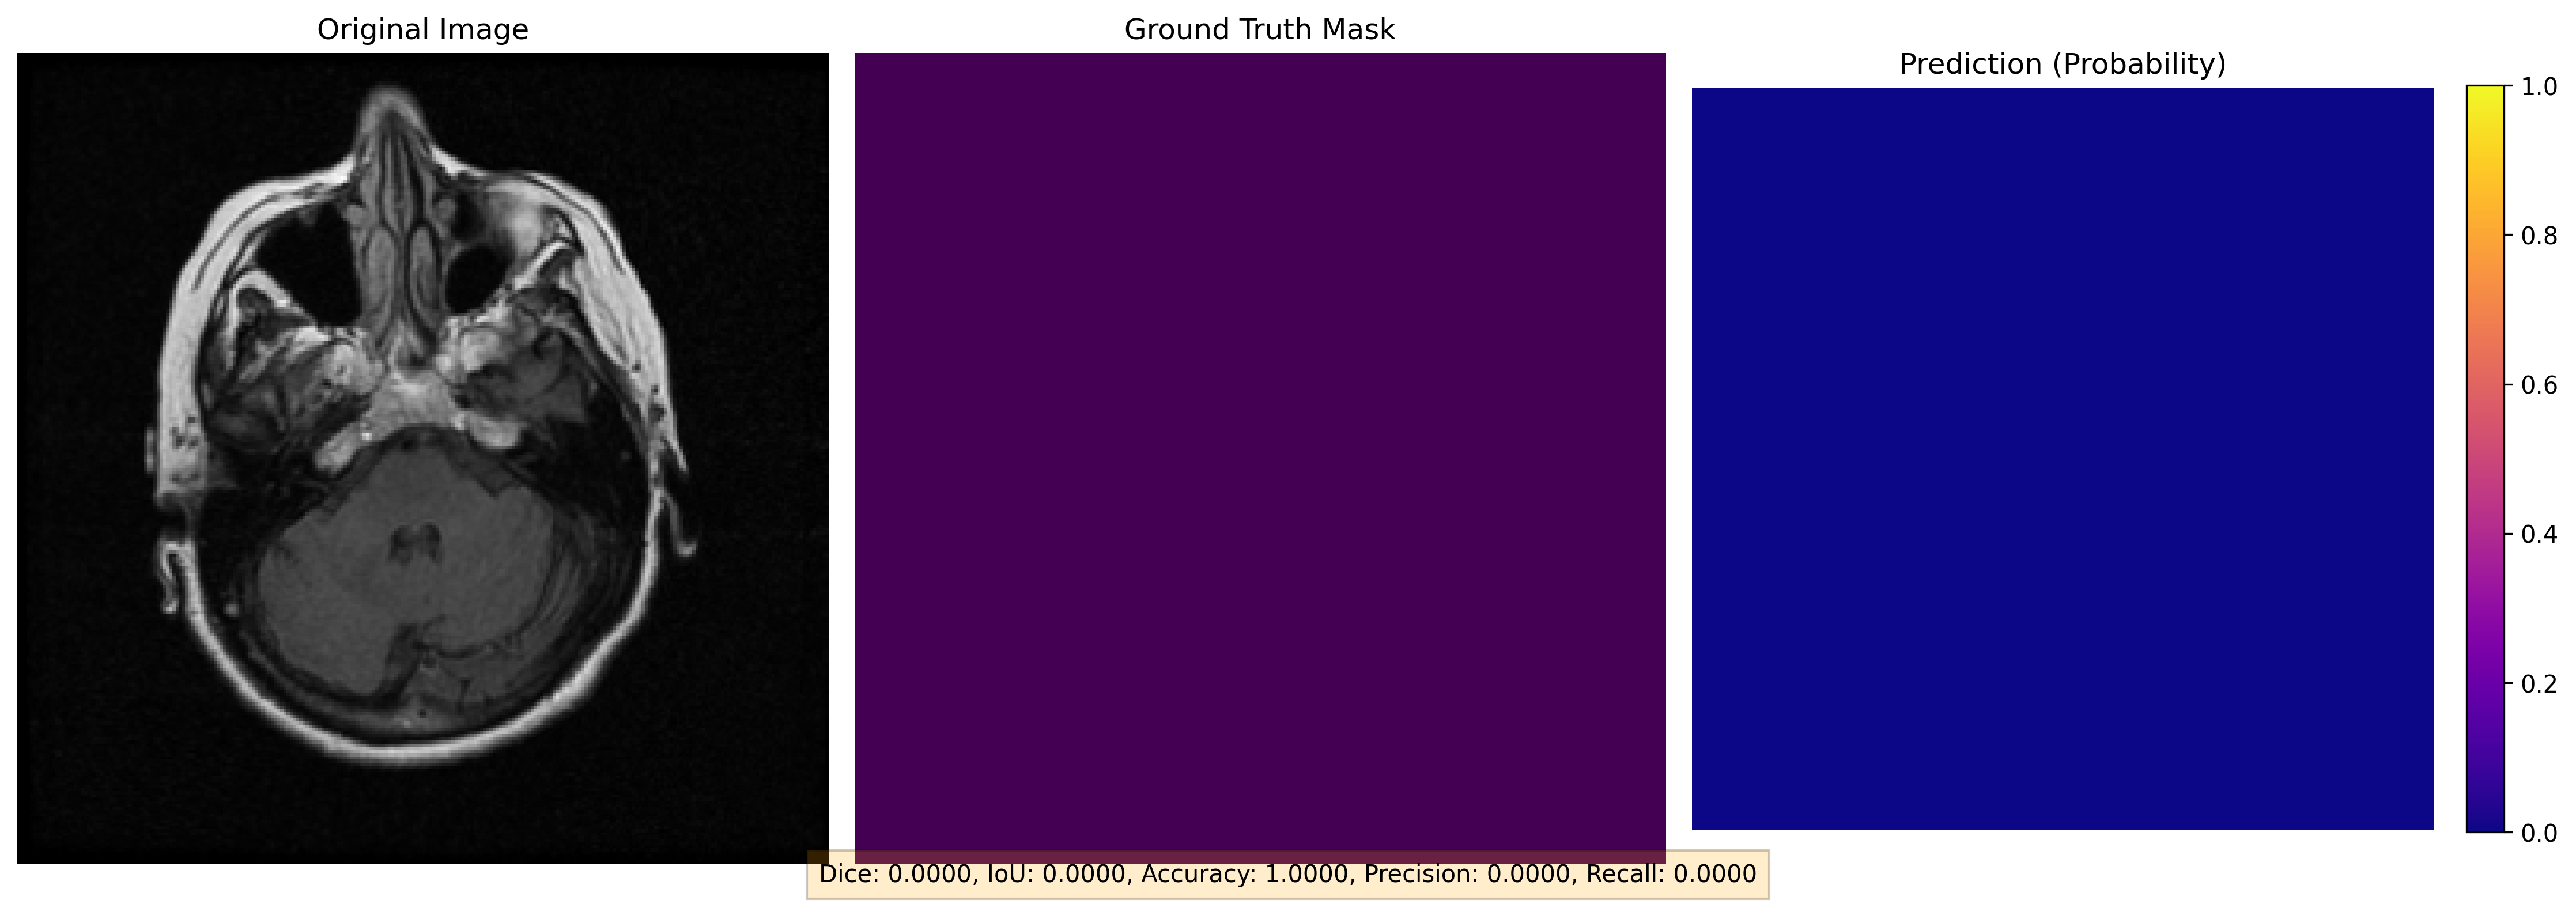 Original Image
Ground Truth Mask
Prediction (Probability)
1.0
0.8
0.6
0.4
0.2
0.0
Dice: 0.0000, IoU: 0.0000, Accuracy: 1.0000, Precision: 0.0000, Recall: 0.0000